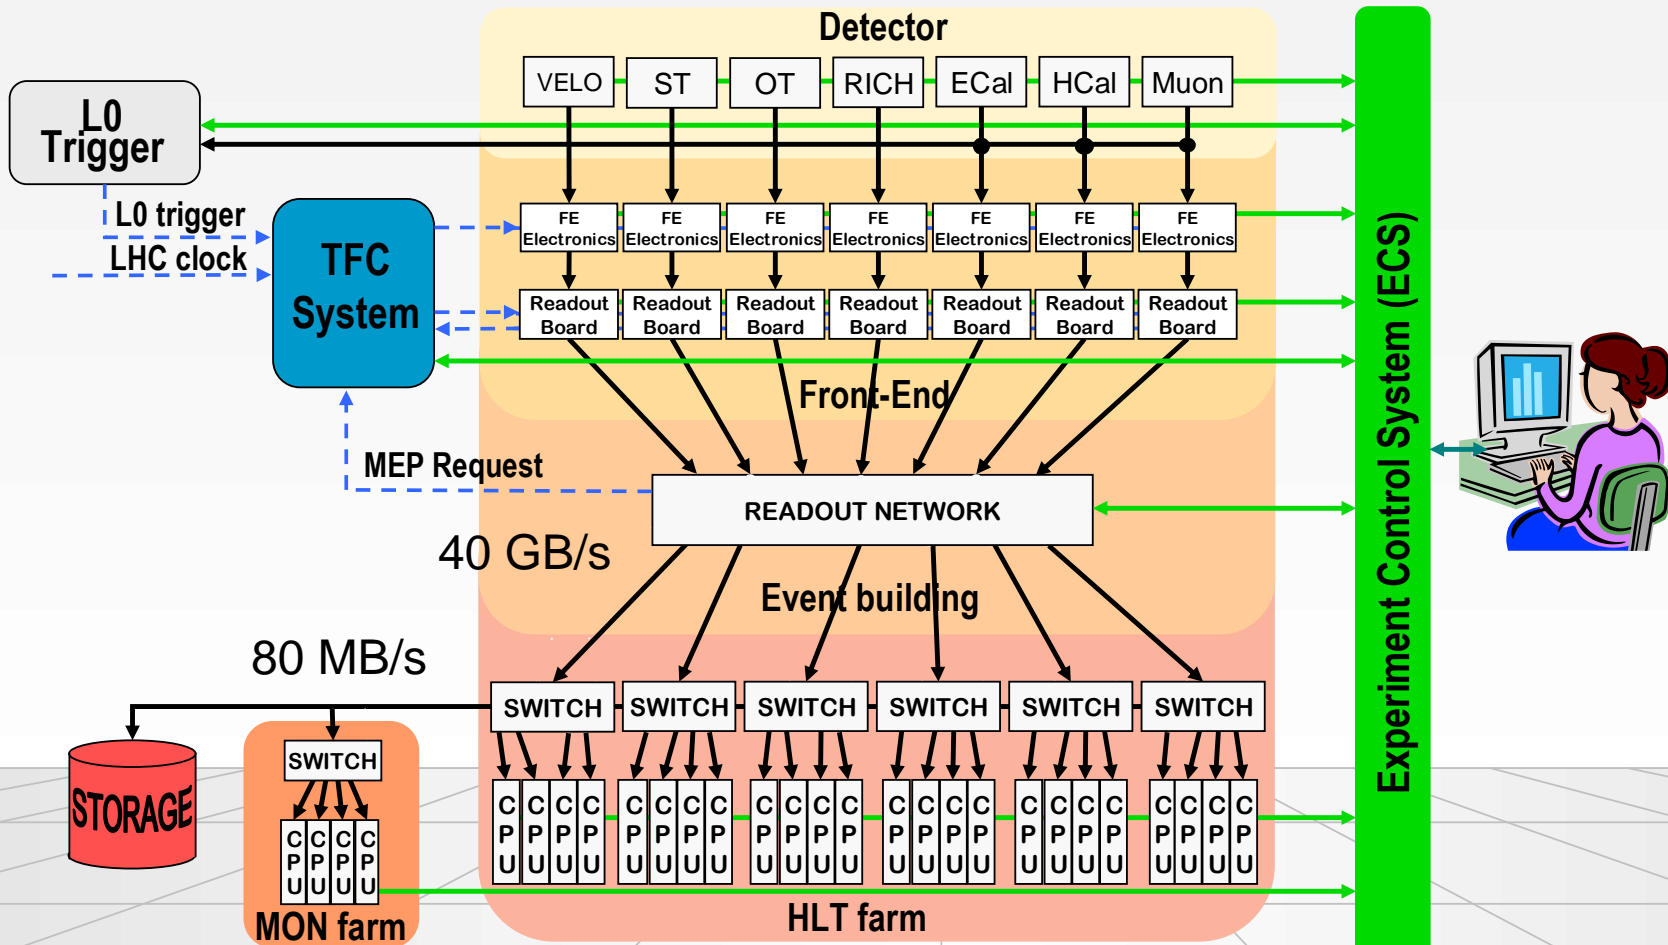 Detector
VELO ST OT RICH ECal HCal Muon
L0
Trigger
L0 trigger
LHC clock
TFC
System
FE
Electronics
FE
Electronics
FE
Electronics
FE
Electronics
FE
Electronics
FE
Electronics
FE
Electronics
Readout
Board
Readout
Board
Readout
Board
Readout
Board
Readout
Board
Readout
Board
Readout
Board
Front-End
MEP Request
READOUT NETWORK
40 GB/s
Event building
80 MB/s
SWITCH SWITCH SWITCH SWITCH SWITCH SWITCH
SWITCH
STORAGE
CPU CPU CPU CPU
MON farm
CPU CPU CPU CPU
CPU CPU CPU CPU
CPU CPU CPU CPU
CPU CPU CPU CPU
CPU CPU CPU CPU
CPU CPU CPU CPU
HLT farm
Experiment Control System (ECS)